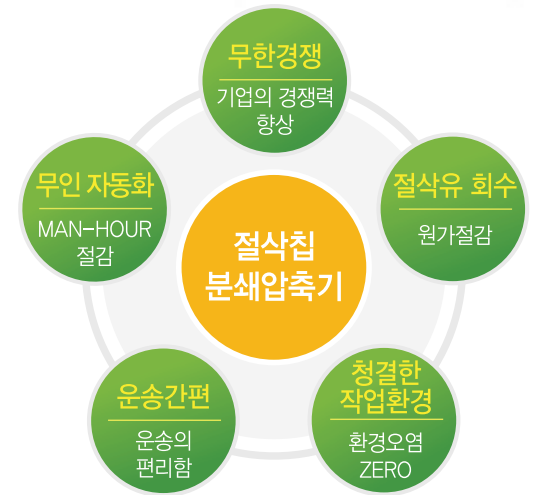 무한경쟁
기업의 경쟁력
향상
무인 자동화
MAN-HOUR
절감
절삭유 회수
원가절감
절삭칩
분쇄압축기
운송간편
운송의
편리함
청결한
작업환경
환경오염
ZERO